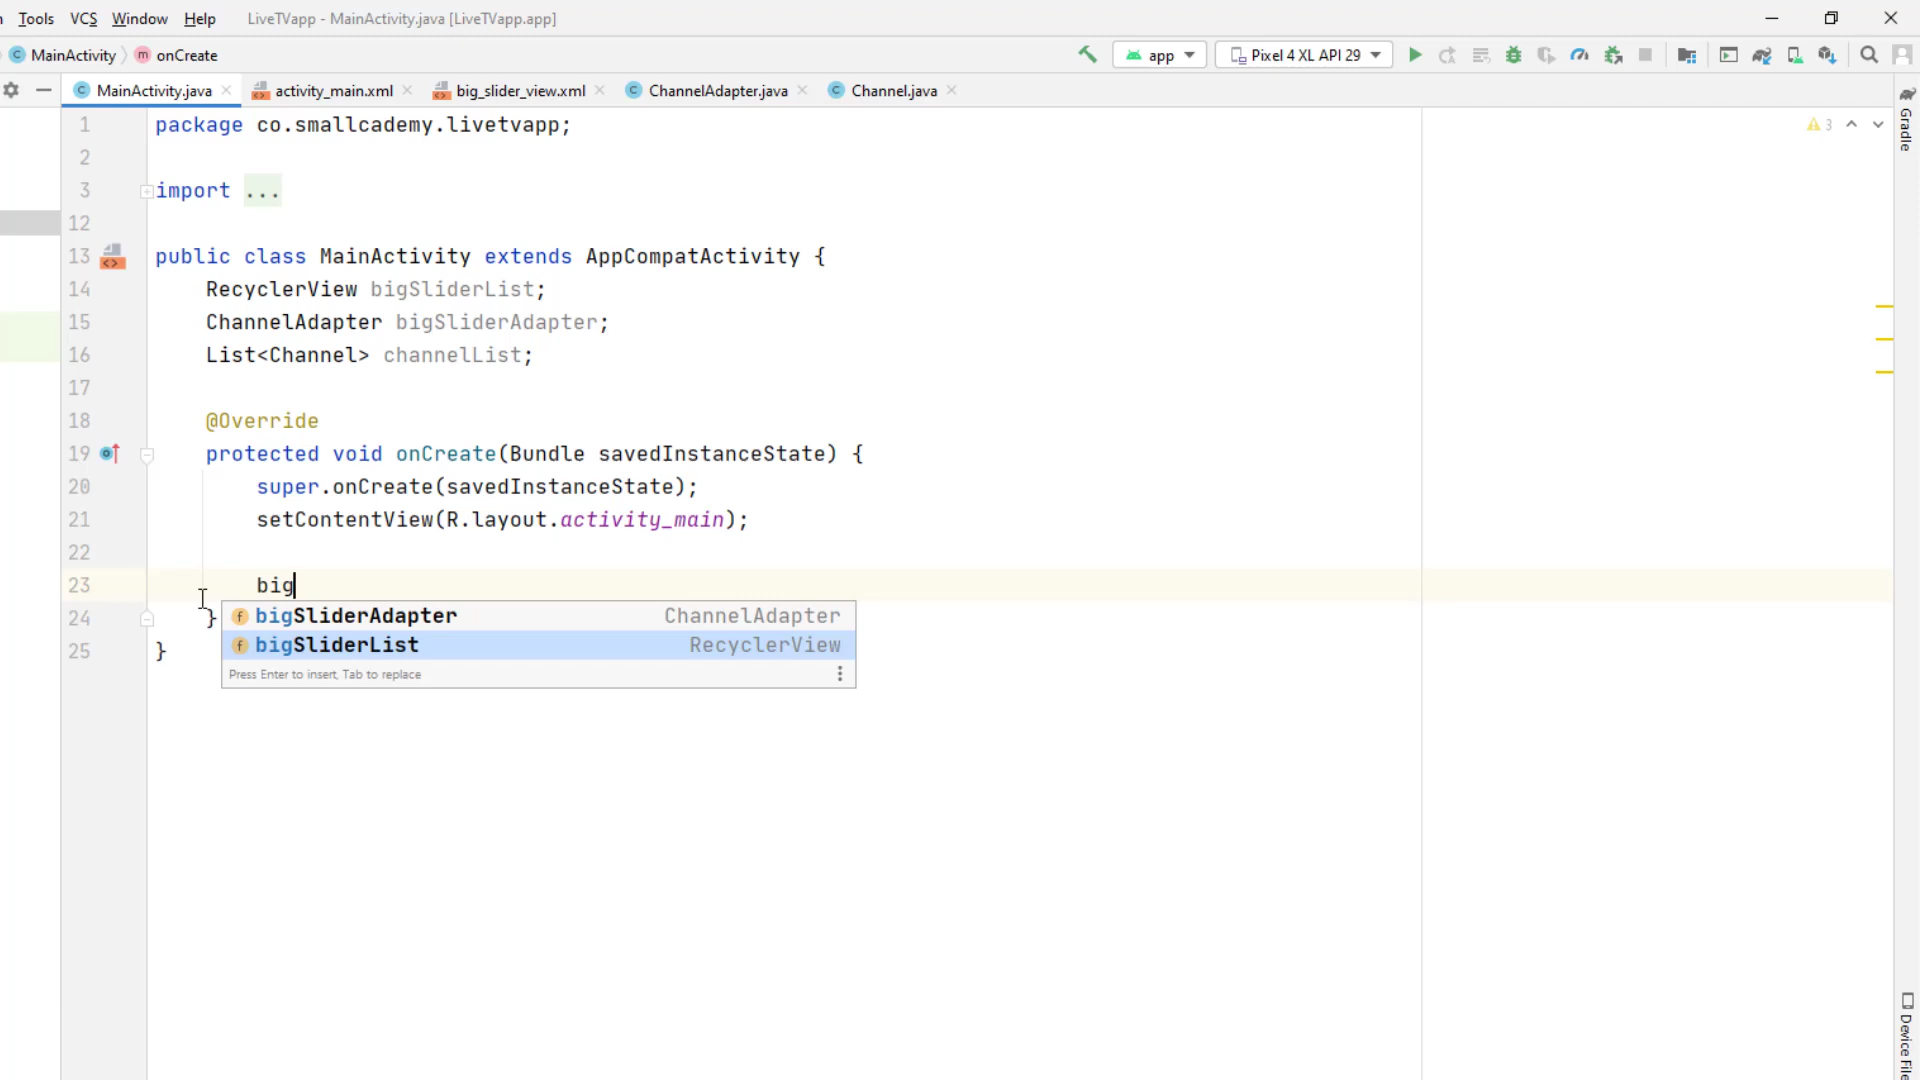 Tools VCS Window Help LiveTVapp - MainActivity.java [LiveTVapp.app]
MainActivity onCreate app Pixel 4 XL API 29
MainActivity.java activity_main.xml big_slider_view.xml ChannelAdapter.java Channel.java
1 package co.smallcademy.livetvapp;
3
Gradle
2
3 import ...
12
13 public class MainActivity extends AppCompatActivity {
14 RecyclerView bigSliderList;
15 ChannelAdapter bigSliderAdapter;
16 List<Channel> channelList;
17
18 @Override
19 protected void onCreate(Bundle savedInstanceState) {
20 super.onCreate(savedInstanceState);
21 setContentView(R.layout.activity_main);
22
23 big
24 }
bigSliderAdapter ChannelAdapter
bigSliderList RecyclerView
25 }
Press Enter to insert, Tab to replace
Device File